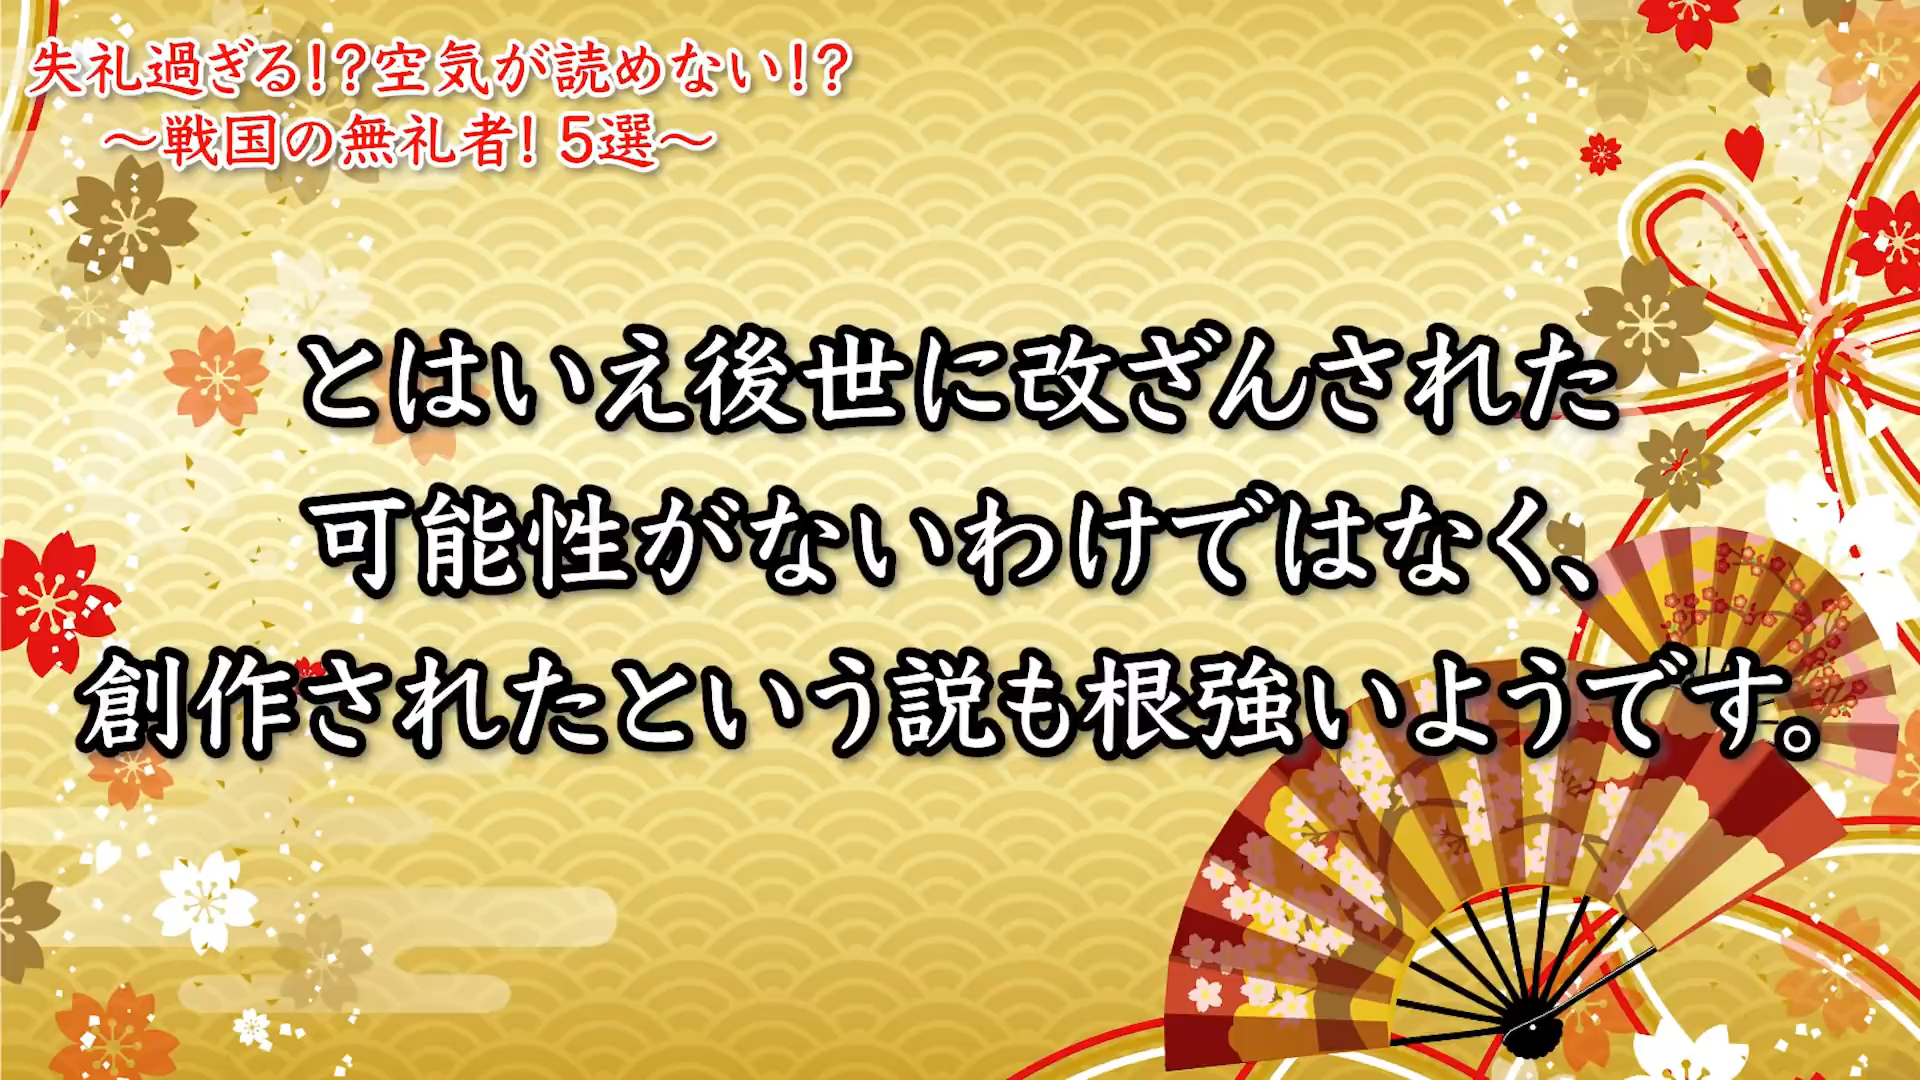 失礼過ぎる!?空気が読めない!?
～戦国の無礼者! 5選～
とはいえ後世に改ざんされた
可能性がないわけではなく、
創作されたという説も根強いようです。